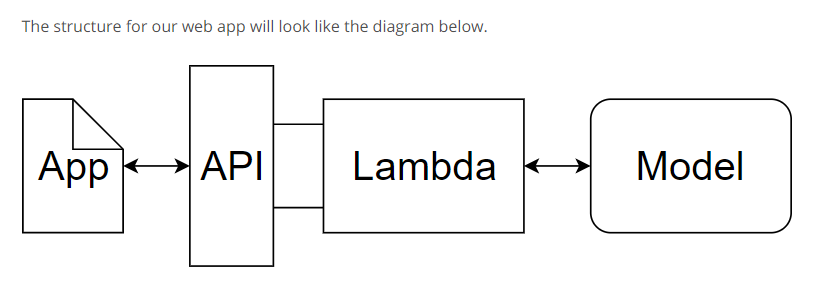 The structure for our web app will look like the diagram below.
App API Lambda Model